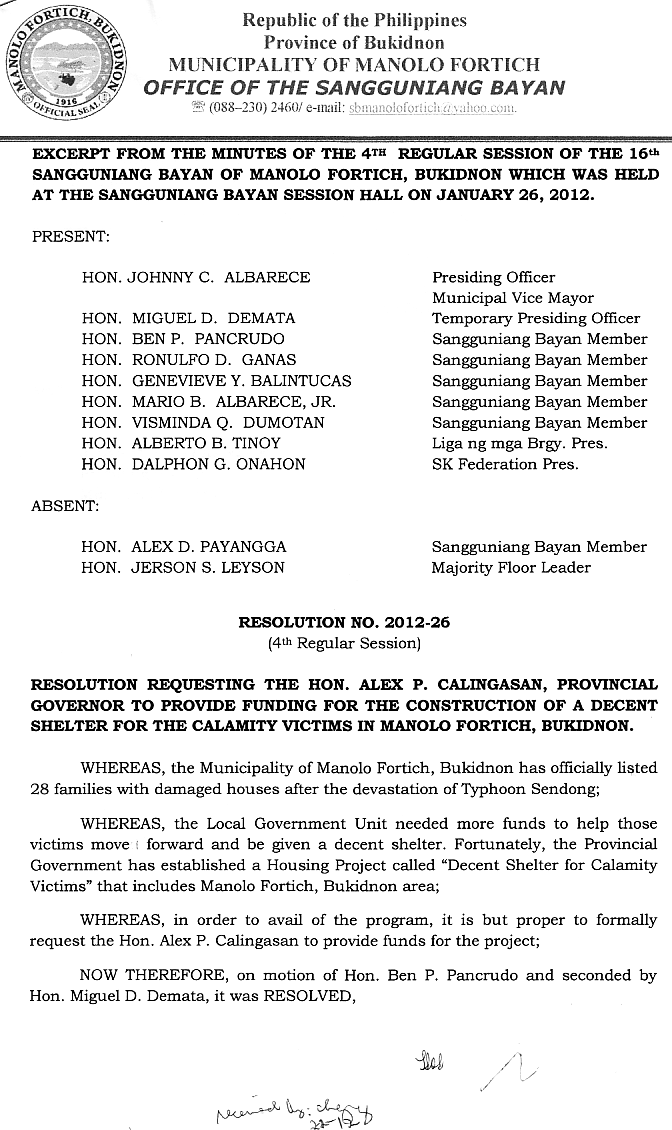 MANOLO FORTICH, BUKIDNON
1916
OFFICIAL SEAL
Republic of the Philippines
Province of Bukidnon
MUNICIPALITY OF MANOLO FORTICH
OFFICE OF THE SANGGUNIANG BAYAN
☏ (088–230) 2460/ e-mail: sbmanolofortich@yahoo.com.
EXCERPT FROM THE MINUTES OF THE 4TH REGULAR SESSION OF THE 16th
SANGGUNIANG BAYAN OF MANOLO FORTICH, BUKIDNON WHICH WAS HELD
AT THE SANGGUNIANG BAYAN SESSION HALL ON JANUARY 26, 2012.
PRESENT:
HON. JOHNNY C. ALBARECE Presiding Officer
Municipal Vice Mayor
HON. MIGUEL D. DEMATA Temporary Presiding Officer
HON. BEN P. PANCRUDO Sangguniang Bayan Member
HON. RONULFO D. GANAS Sangguniang Bayan Member
HON. GENEVIEVE Y. BALINTUCAS Sangguniang Bayan Member
HON. MARIO B. ALBARECE, JR. Sangguniang Bayan Member
HON. VISMINDA Q. DUMOTAN Sangguniang Bayan Member
HON. ALBERTO B. TINOY Liga ng mga Brgy. Pres.
HON. DALPHON G. ONAHON SK Federation Pres.
ABSENT:
HON. ALEX D. PAYANGGA Sangguniang Bayan Member
HON. JERSON S. LEYSON Majority Floor Leader
RESOLUTION NO. 2012-26
(4th Regular Session)
RESOLUTION REQUESTING THE HON. ALEX P. CALINGASAN, PROVINCIAL
GOVERNOR TO PROVIDE FUNDING FOR THE CONSTRUCTION OF A DECENT
SHELTER FOR THE CALAMITY VICTIMS IN MANOLO FORTICH, BUKIDNON.
WHEREAS, the Municipality of Manolo Fortich, Bukidnon has officially listed
28 families with damaged houses after the devastation of Typhoon Sendong;
WHEREAS, the Local Government Unit needed more funds to help those
victims move forward and be given a decent shelter. Fortunately, the Provincial
Government has established a Housing Project called “Decent Shelter for Calamity
Victims” that includes Manolo Fortich, Bukidnon area;
WHEREAS, in order to avail of the program, it is but proper to formally
request the Hon. Alex P. Calingasan to provide funds for the project;
NOW THEREFORE, on motion of Hon. Ben P. Pancrudo and seconded by
Hon. Miguel D. Demata, it was RESOLVED,
received by: